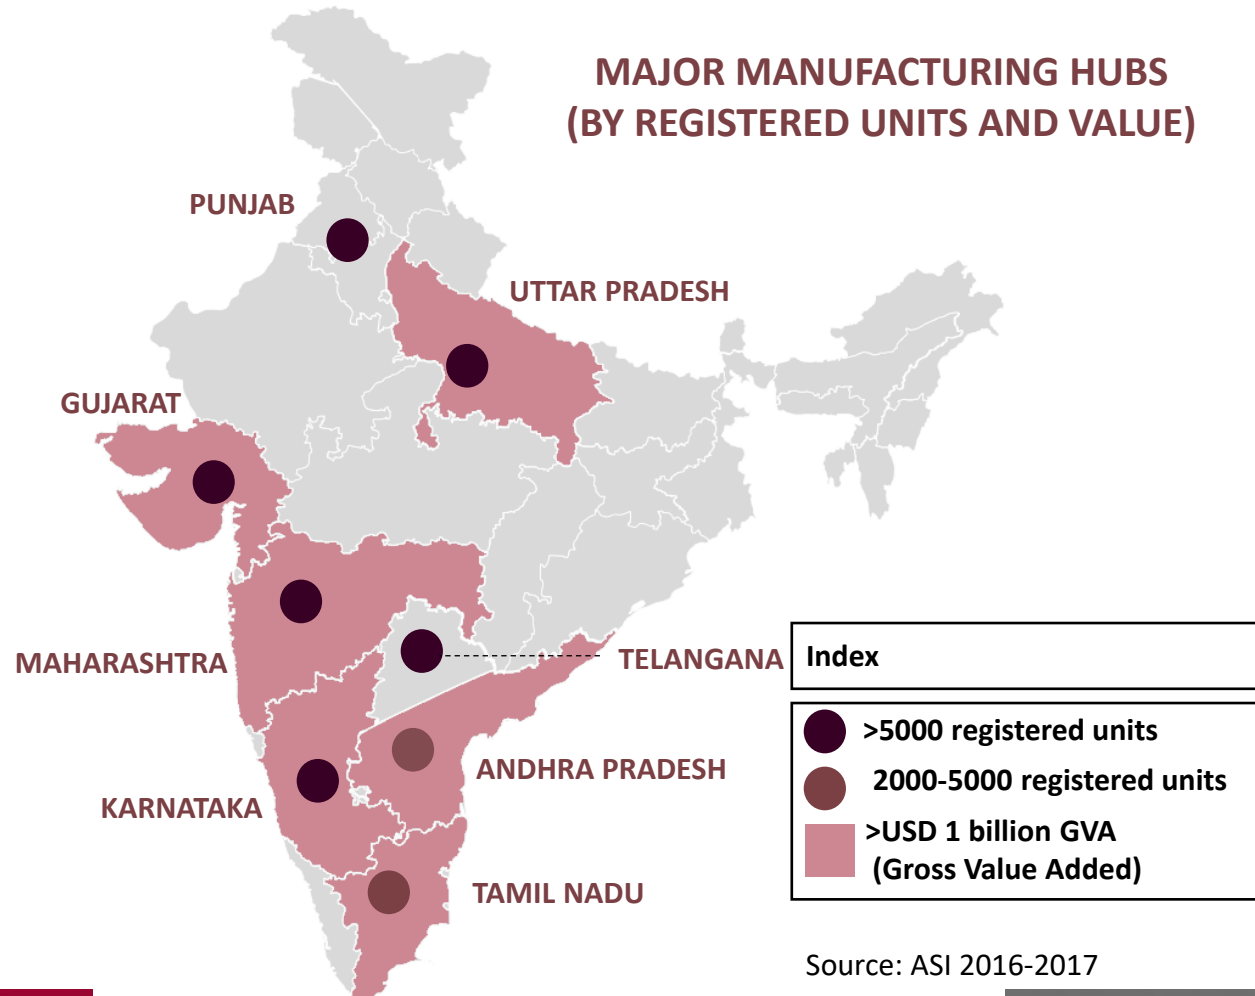 MAJOR MANUFACTURING HUBS
(BY REGISTERED UNITS AND VALUE)
PUNJAB
UTTAR PRADESH
GUJARAT
MAHARASHTRA
TELANGANA
ANDHRA PRADESH
KARNATAKA
TAMIL NADU
Index
>5000 registered units
2000-5000 registered units
>USD 1 billion GVA
(Gross Value Added)
Source: ASI 2016-2017